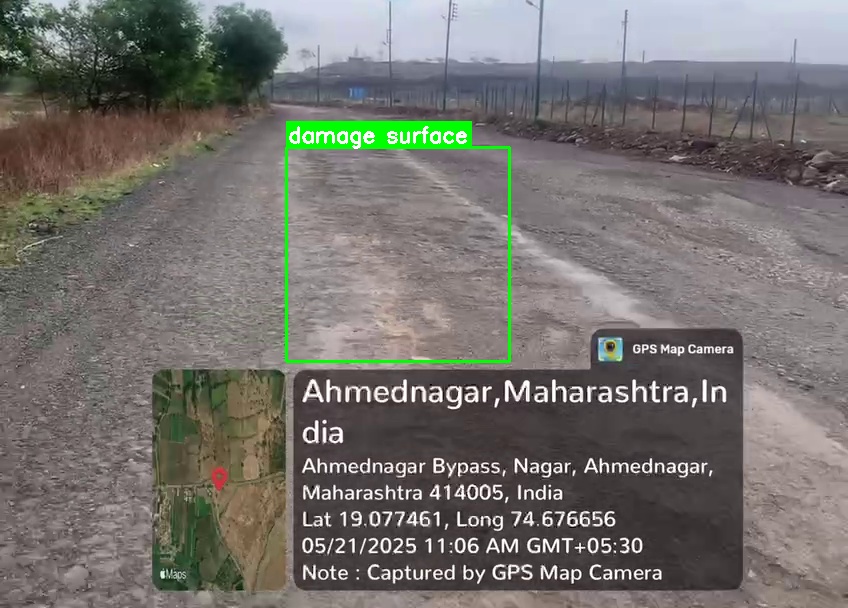 damage surface
GPS Map Camera
Ahmednagar,Maharashtra,In
dia
Ahmednagar Bypass, Nagar, Ahmednagar,
Maharashtra 414005, India
Lat 19.077461, Long 74.676656
05/21/2025 11:06 AM GMT+05:30
Note : Captured by GPS Map Camera
Maps